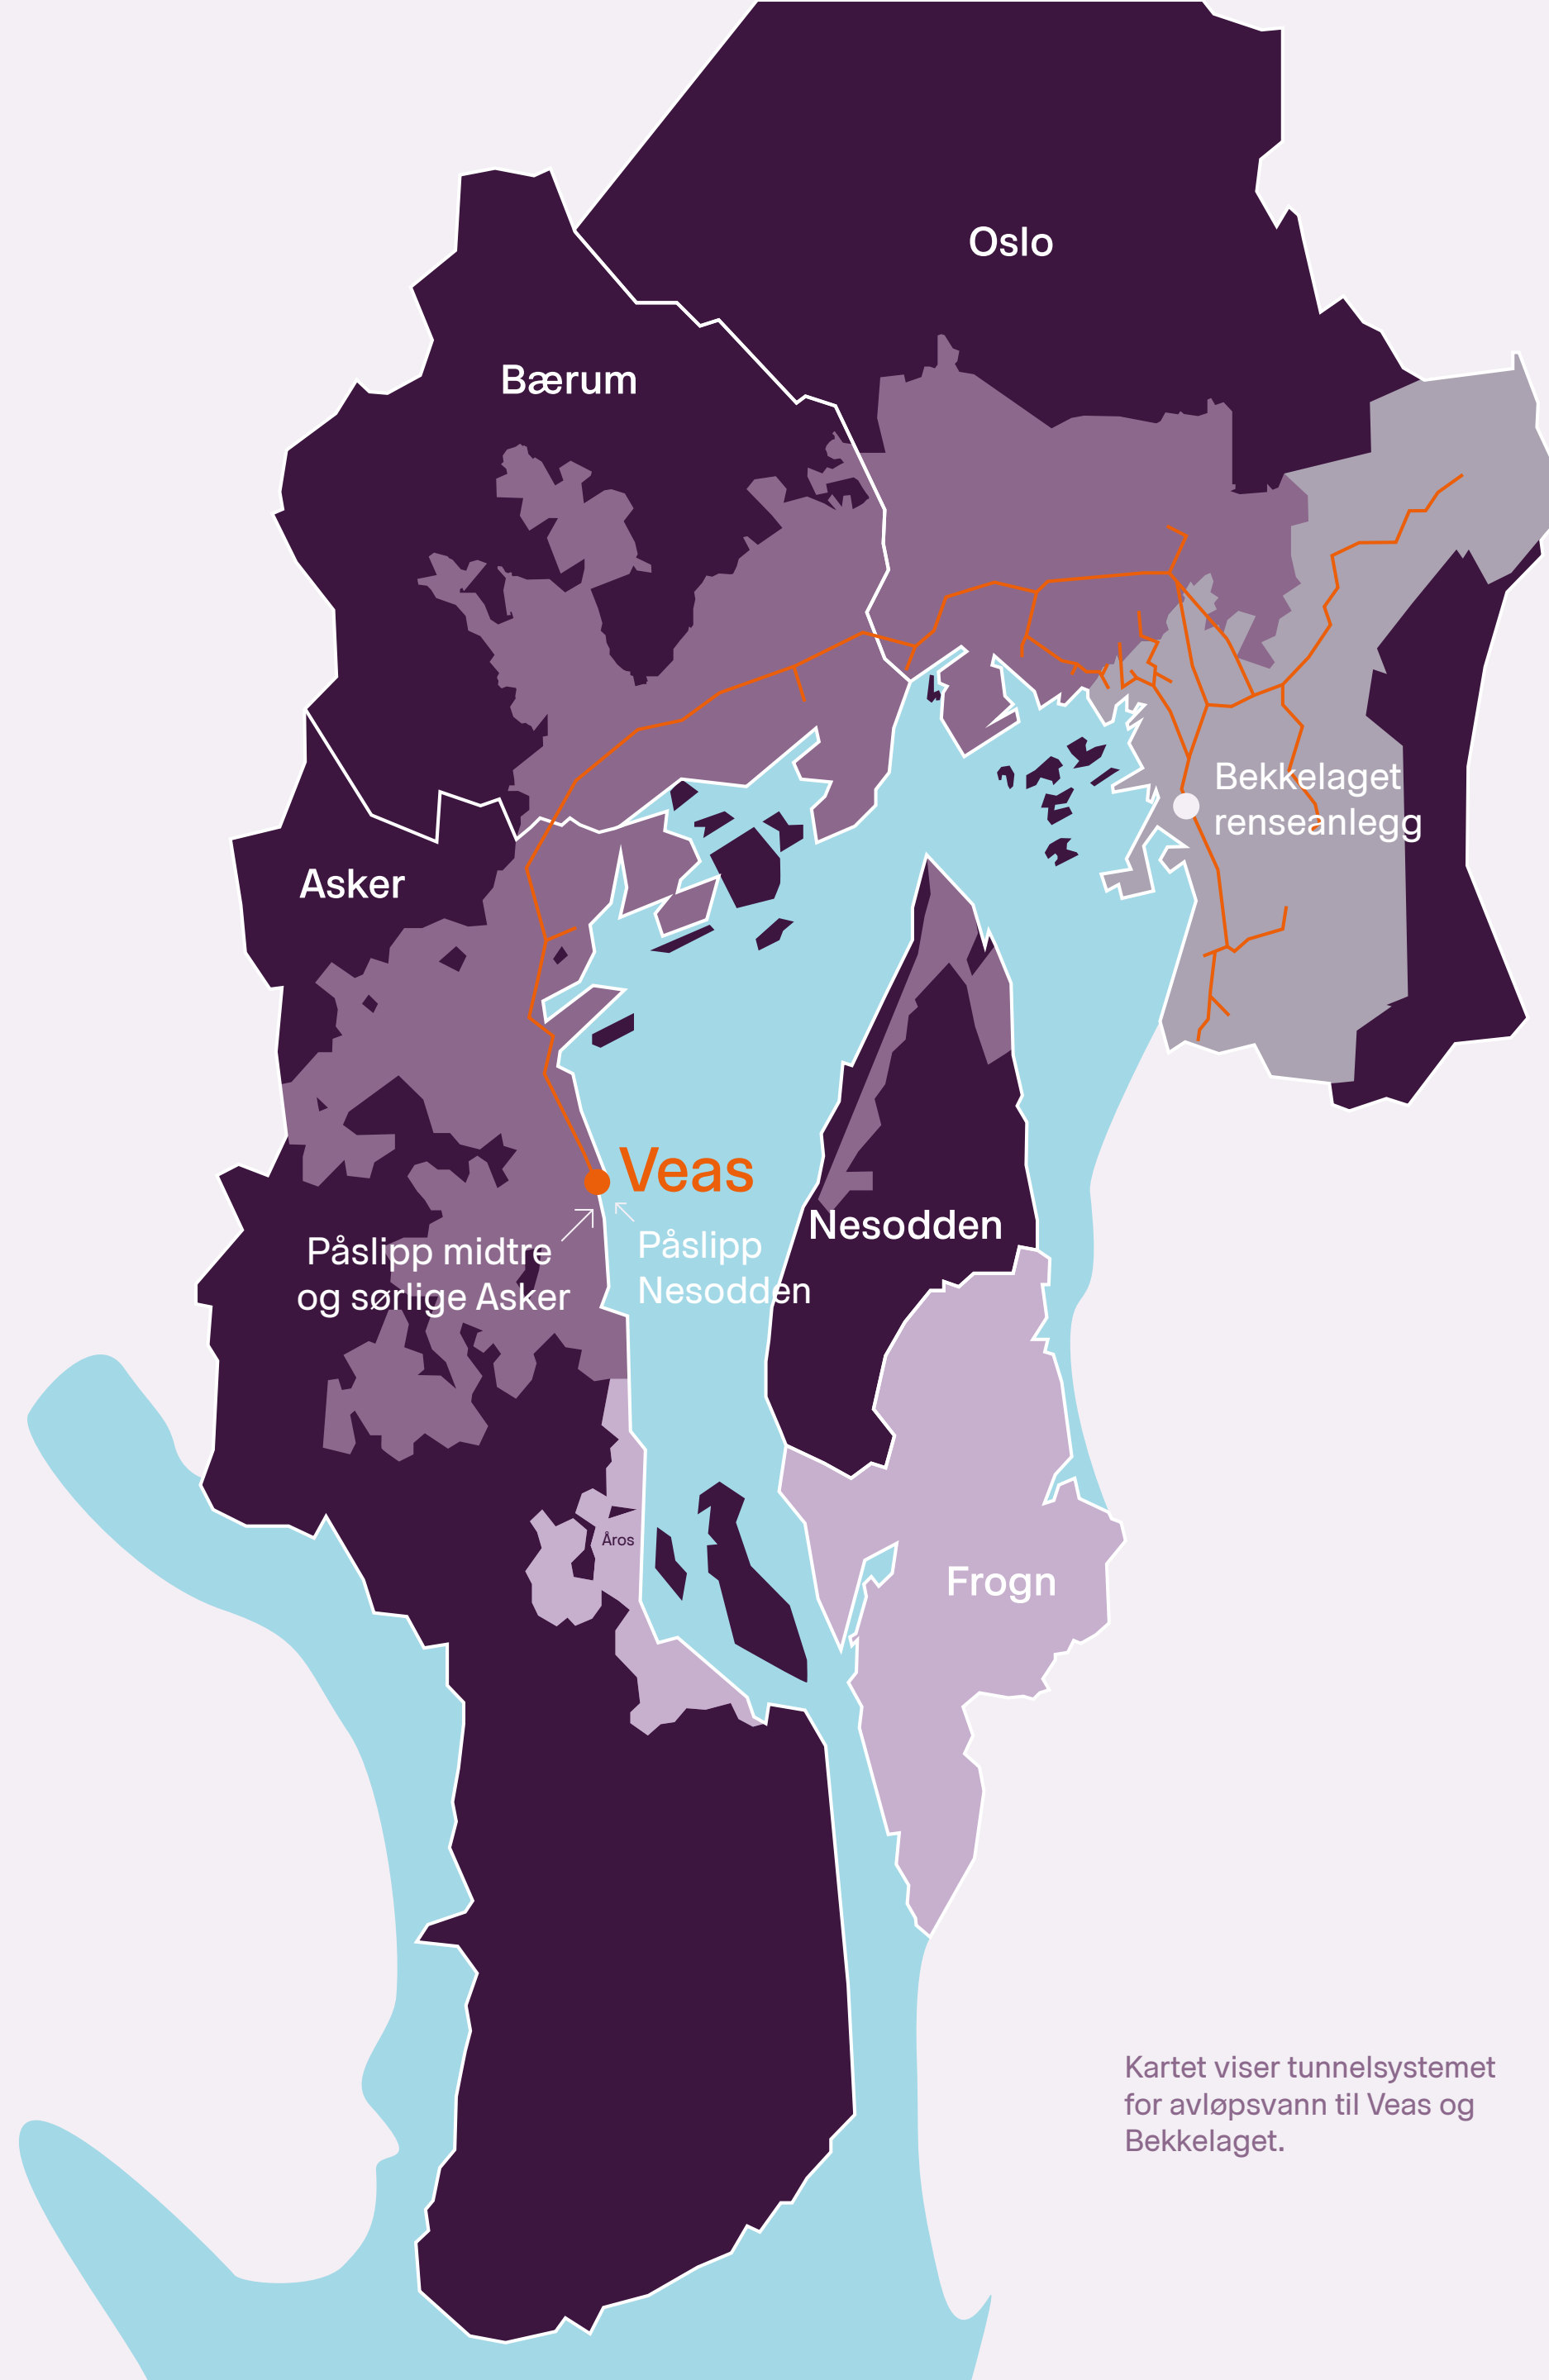 Oslo
Bærum
Bekkelaget
renseanlegg
Asker
Veas
Nesodden
Påslipp midtre
og sørlige Asker
Påslipp
Nesodden
Åros
Frogn
Kartet viser tunnelsystemet
for avløpsvann til Veas og
Bekkelaget.